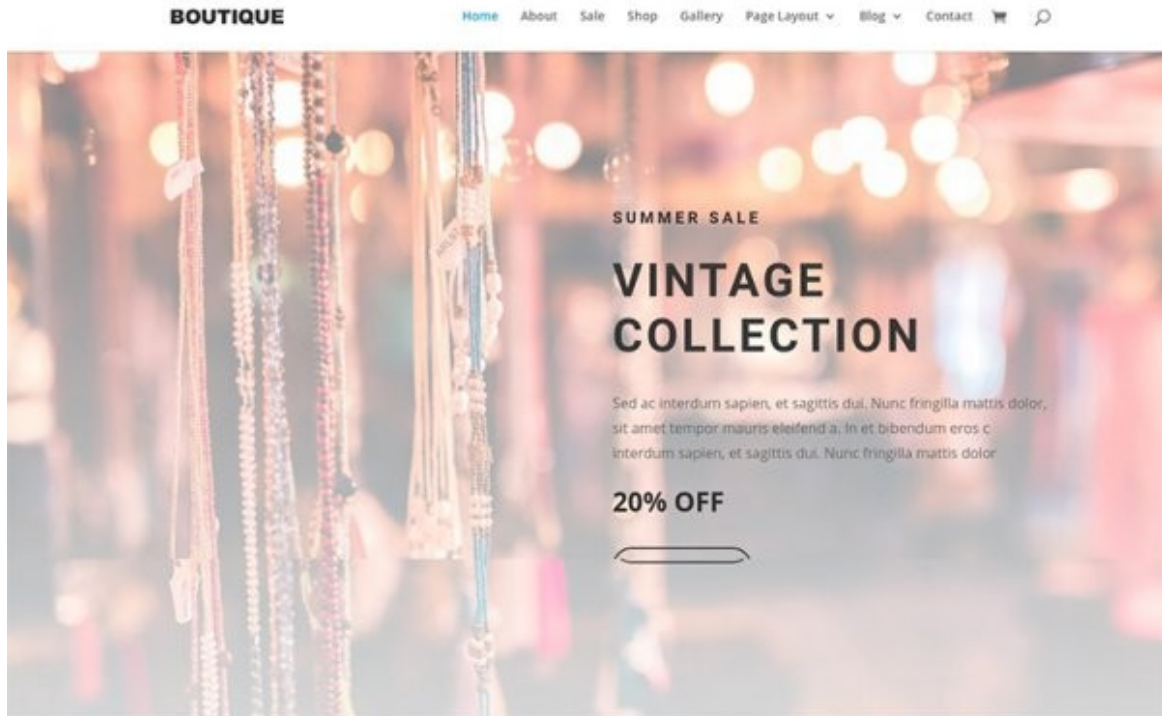 BOUTIQUE
Home About Sale Shop Gallery Page Layout Blog Contact
SUMMER SALE
VINTAGE
COLLECTION
Sed ac interdum sapien, et sagittis dui. Nunc fringilla mattis dolor,
sit amet tempor mauris eleifend a. In et bibendum eros c
interdum sapien, et sagittis dui. Nunc fringilla mattis dolor
20% OFF